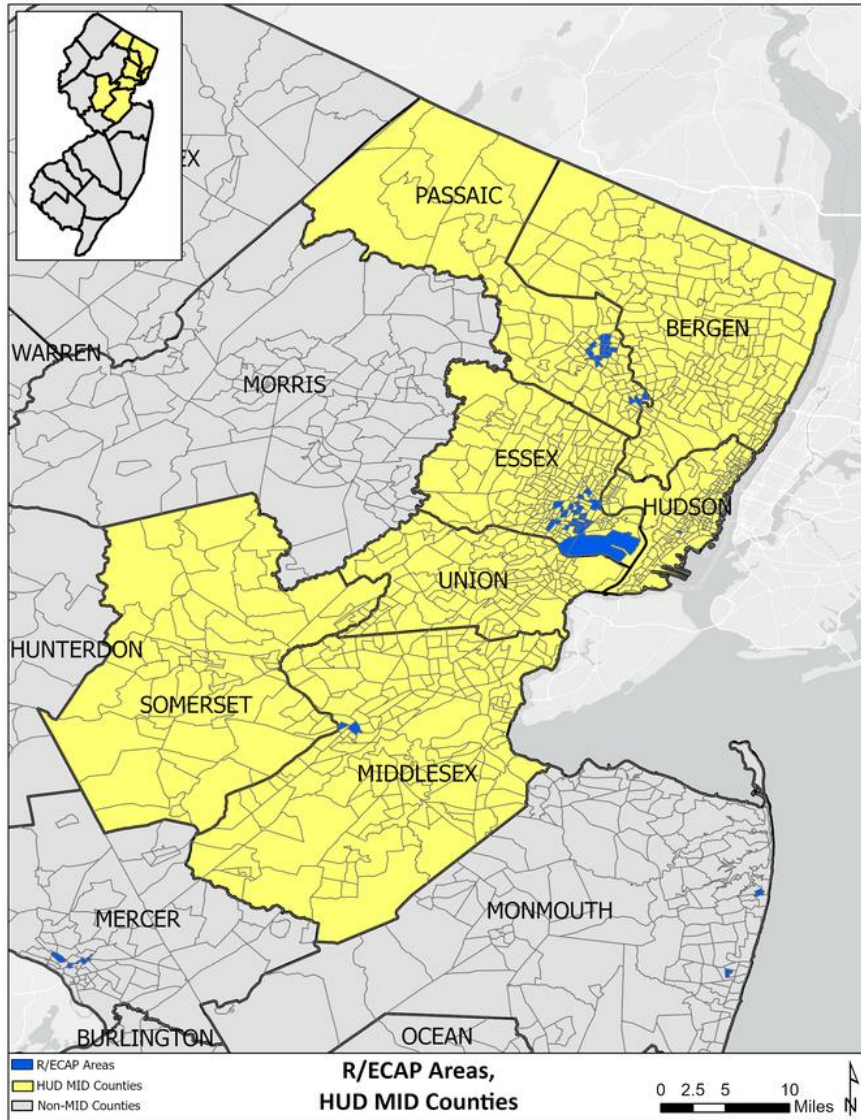 EX
PASSAIC
BERGEN
WARREN
MORRIS
ESSEX
HUDSON
UNION
HUNTERDON
SOMERSET
MIDDLESEX
MONMOUTH
MERCER
BURLINGTON
OCEAN
R/ECAP Areas
HUD MID Counties
Non-MID Counties
R/ECAP Areas,
HUD MID Counties
0 2.5 5 10
Miles
N